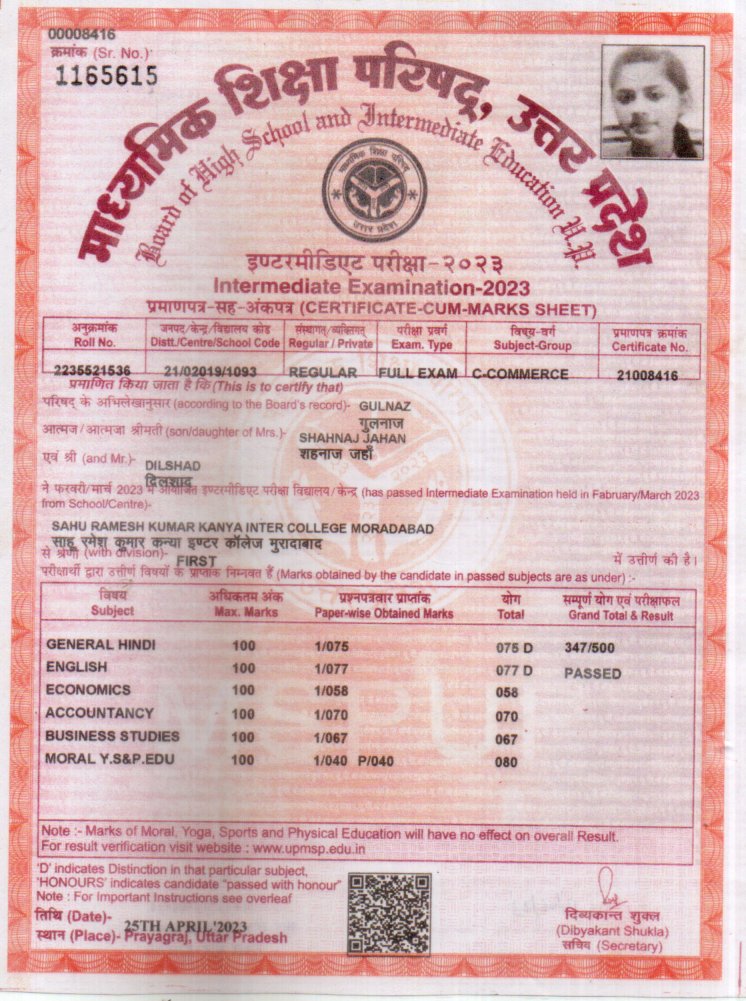 00008416
क्रमांक (Sr. No.)
1165615
माध्यमिक शिक्षा परिषद्, उत्तर प्रदेश
Board of High School and Intermediate Education U.P.
माध्यमिक शिक्षा परिषद्
उत्तर प्रदेश
इण्टरमीडिएट परीक्षा-२०२३
Intermediate Examination-2023
प्रमाणपत्र-सह-अंकपत्र (CERTIFICATE-CUM-MARKS SHEET)
अनुक्रमांक जनपद/केन्द्र/विद्यालय कोड संस्थागत/व्यक्तिगत परीक्षा प्रवर्ग विषय-वर्ग प्रमाणपत्र क्रमांक
Roll No. Distt./Centre/School Code Regular / Private Exam. Type Subject-Group Certificate No.
2235521536 21/02019/1093 REGULAR FULL EXAM C-COMMERCE 21008416
प्रमाणित किया जाता है कि (This is to certify that)
परिषद् के अभिलेखानुसार (according to the Board's record)- GULNAZ
गुलनाज
आत्मज/आत्मजा श्रीमती (son/daughter of Mrs.)- SHAHNAJ JAHAN
शहनाज जहाँ
एवं श्री (and Mr.)- DILSHAD
दिलशाद
ने फरवरी/मार्च 2023 में आयोजित इण्टरमीडिएट परीक्षा विद्यालय/केन्द्र (has passed Intermediate Examination held in Fabruary/March 2023
from School/Centre)-
SAHU RAMESH KUMAR KANYA INTER COLLEGE MORADABAD
साहू रमेश कुमार कन्या इण्टर कॉलेज मुरादाबाद
से श्रेणी (with division)- FIRST में उत्तीर्ण की है।
परीक्षार्थी द्वारा उत्तीर्ण विषयों के प्राप्तांक निम्नवत हैं (Marks obtained by the candidate in passed subjects are as under) :-
विषय अधिकतम अंक प्रश्नपत्रवार प्राप्तांक योग सम्पूर्ण योग एवं परीक्षाफल
Subject Max. Marks Paper-wise Obtained Marks Total Grand Total & Result
GENERAL HINDI 100 1/075 075 D 347/500
ENGLISH 100 1/077 077 D PASSED
ECONOMICS 100 1/058 058
ACCOUNTANCY 100 1/070 070
BUSINESS STUDIES 100 1/067 067
MORAL Y.S&P.EDU 100 1/040 P/040 080
Note :- Marks of Moral, Yoga, Sports and Physical Education will have no effect on overall Result.
For result verification visit website : www.upmsp.edu.in
'D' indicates Distinction in that particular subject,
'HONOURS' indicates candidate "passed with honour"
Note : For Important Instructions see overleaf
तिथि (Date)- 25TH APRIL'2023
स्थान (Place)- Prayagraj, Uttar Pradesh
दिव्यकान्त शुक्ल
(Dibyakant Shukla)
सचिव (Secretary)